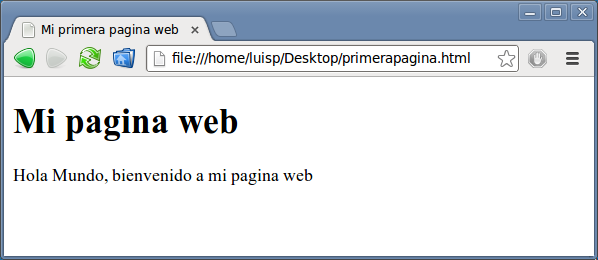 Mi primera pagina web
file:///home/luisp/Desktop/primerapagina.html
Mi pagina web
Hola Mundo, bienvenido a mi pagina web